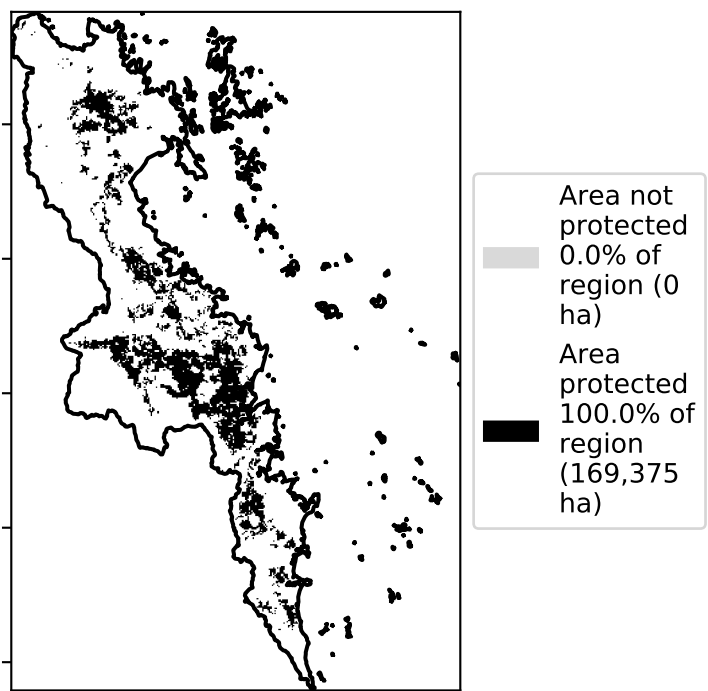 Area not
protected
0.0% of
region (0
ha)
Area
protected
100.0% of
region
(169,375
ha)